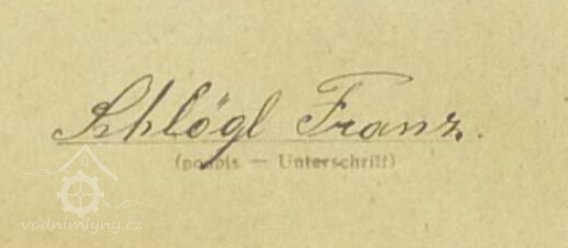 Schlögl Franz.
(podpis — Unterschrift)
vodnimlyny.cz